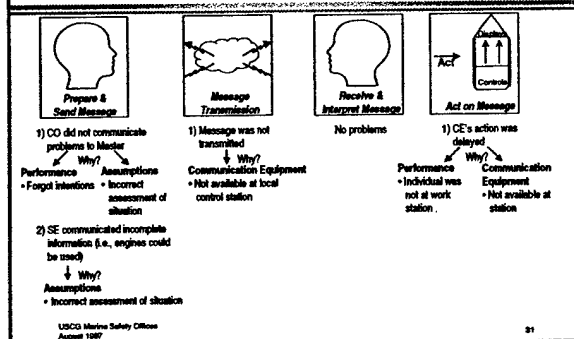 Prepare &
Send Message
Message
Transmission
Receive &
Interpret Message
Act
Displays
Controls
Act on Message
1) CO did not communicate
problems to Master
Why?
Performance
• Forgot intentions
Assumptions
• Incorrect
assessment of
situation
2) SE communicated incomplete
information (i.e., engines could
be used)
Why?
Assumptions
• Incorrect assessment of situation
1) Message was not
transmitted
Why?
Communication Equipment
• Not available at local
control station
No problems
1) CE's action was
delayed
Why?
Performance
• Individual was
not at work
station
Communication
Equipment
• Not available at
station
USCG Marine Safety Offices
August 1997
31